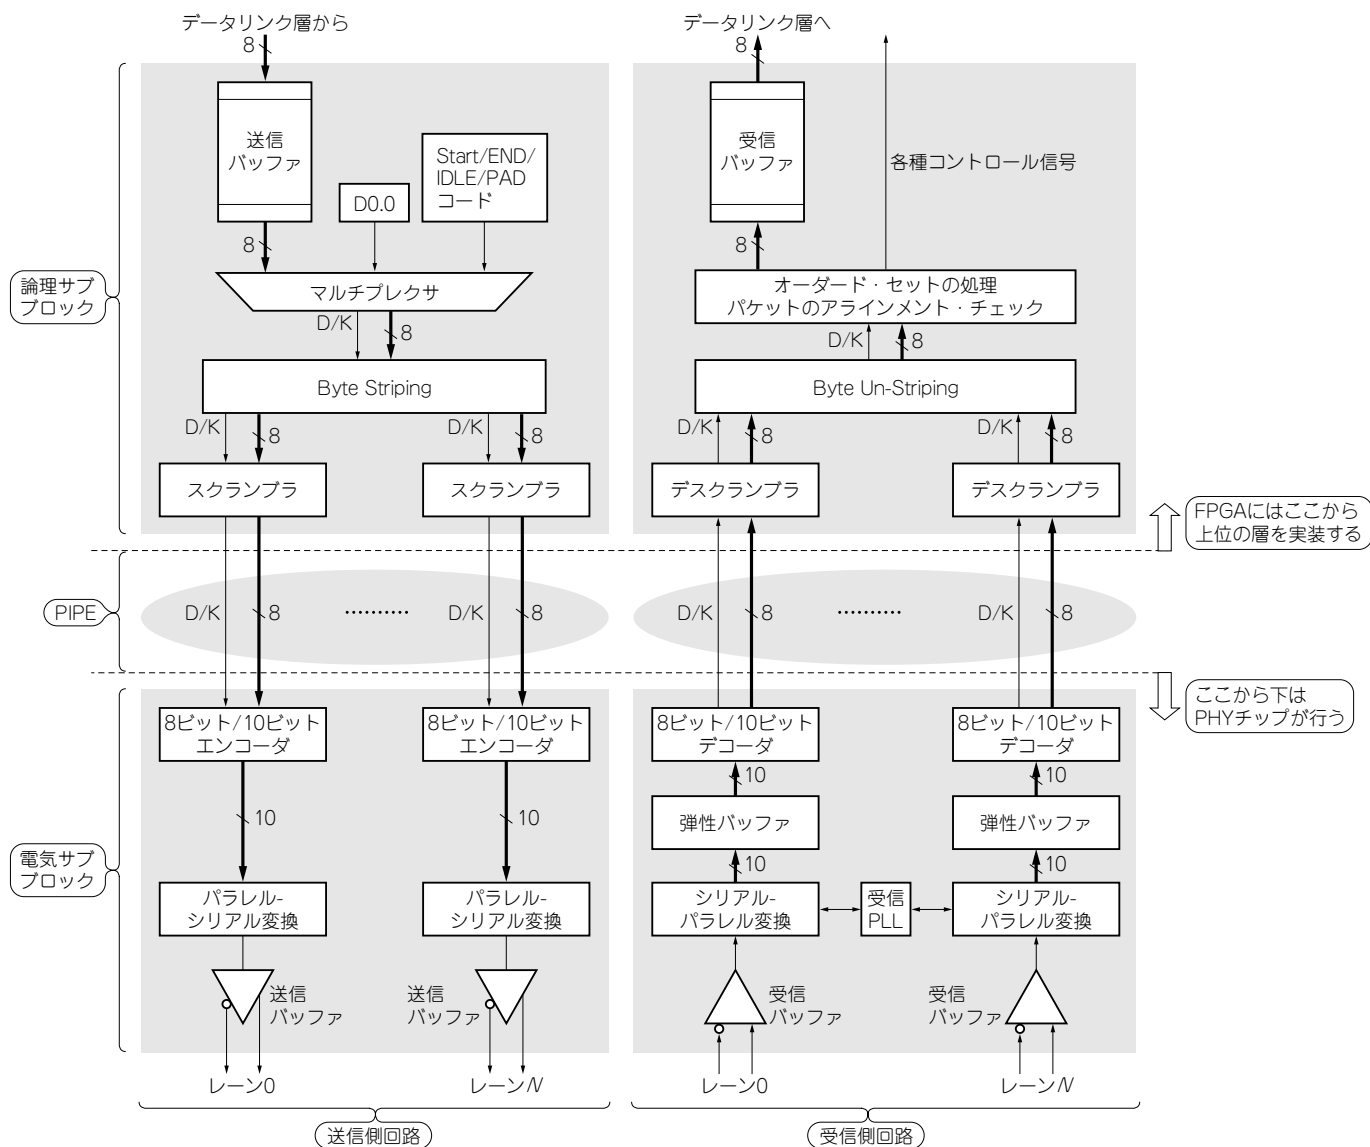 データリンク層から
8
送信
バッファ
D0.0
Start/END/
IDLE/PAD
コード
8
マルチプレクサ
D/K
8
Byte Striping
D/K
8
D/K
8
スクランブラ
スクランブラ
データリンク層へ
8
受信
バッファ
各種コントロール信号
8
オーダード・セットの処理
パケットのアラインメント・チェック
D/K
8
Byte Un-Striping
D/K
8
D/K
8
デスクランブラ
デスクランブラ
論理サブ
ブロック
FPGAにはここから
上位の層を実装する
PIPE
D/K
8
..........
D/K
8
D/K
8
..........
D/K
8
ここから下は
PHYチップが行う
電気サブ
ブロック
8ビット/10ビット
エンコーダ
8ビット/10ビット
エンコーダ
10
10
パラレル-
シリアル変換
パラレル-
シリアル変換
送信
バッファ
送信
バッファ
レーン0
レーンN
送信側回路
8ビット/10ビット
デコーダ
8ビット/10ビット
デコーダ
10
10
弾性バッファ
弾性バッファ
10
10
シリアル-
パラレル変換
受信
PLL
シリアル-
パラレル変換
受信
バッファ
受信
バッファ
レーン0
レーンN
受信側回路